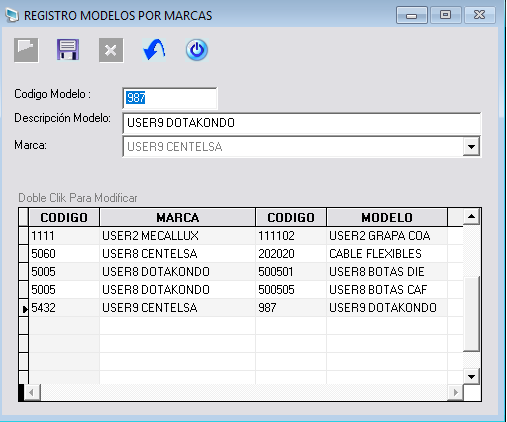 REGISTRO MODELOS POR MARCAS
Codigo Modelo : 987
Descripción Modelo: USER9 DOTAKONDO
Marca: USER9 CENTELSA
Doble Clik Para Modificar
CODIGO MARCA CODIGO MODELO
1111 USER2 MECALLUX 111102 USER2 GRAPA COA
5060 USER8 CENTELSA 202020 CABLE FLEXIBLES
5005 USER8 DOTAKONDO 500501 USER8 BOTAS DIE
5005 USER8 DOTAKONDO 500505 USER8 BOTAS CAF
5432 USER9 CENTELSA 987 USER9 DOTAKONDO